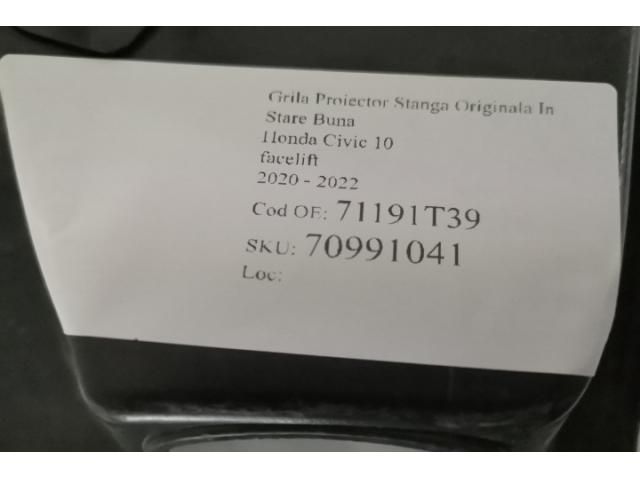 Grila Proiector Stanga Originala In
Stare Buna
Honda Civic 10
facelift
2020 - 2022
Cod OE: 71191T39
SKU: 70991041
Loc: